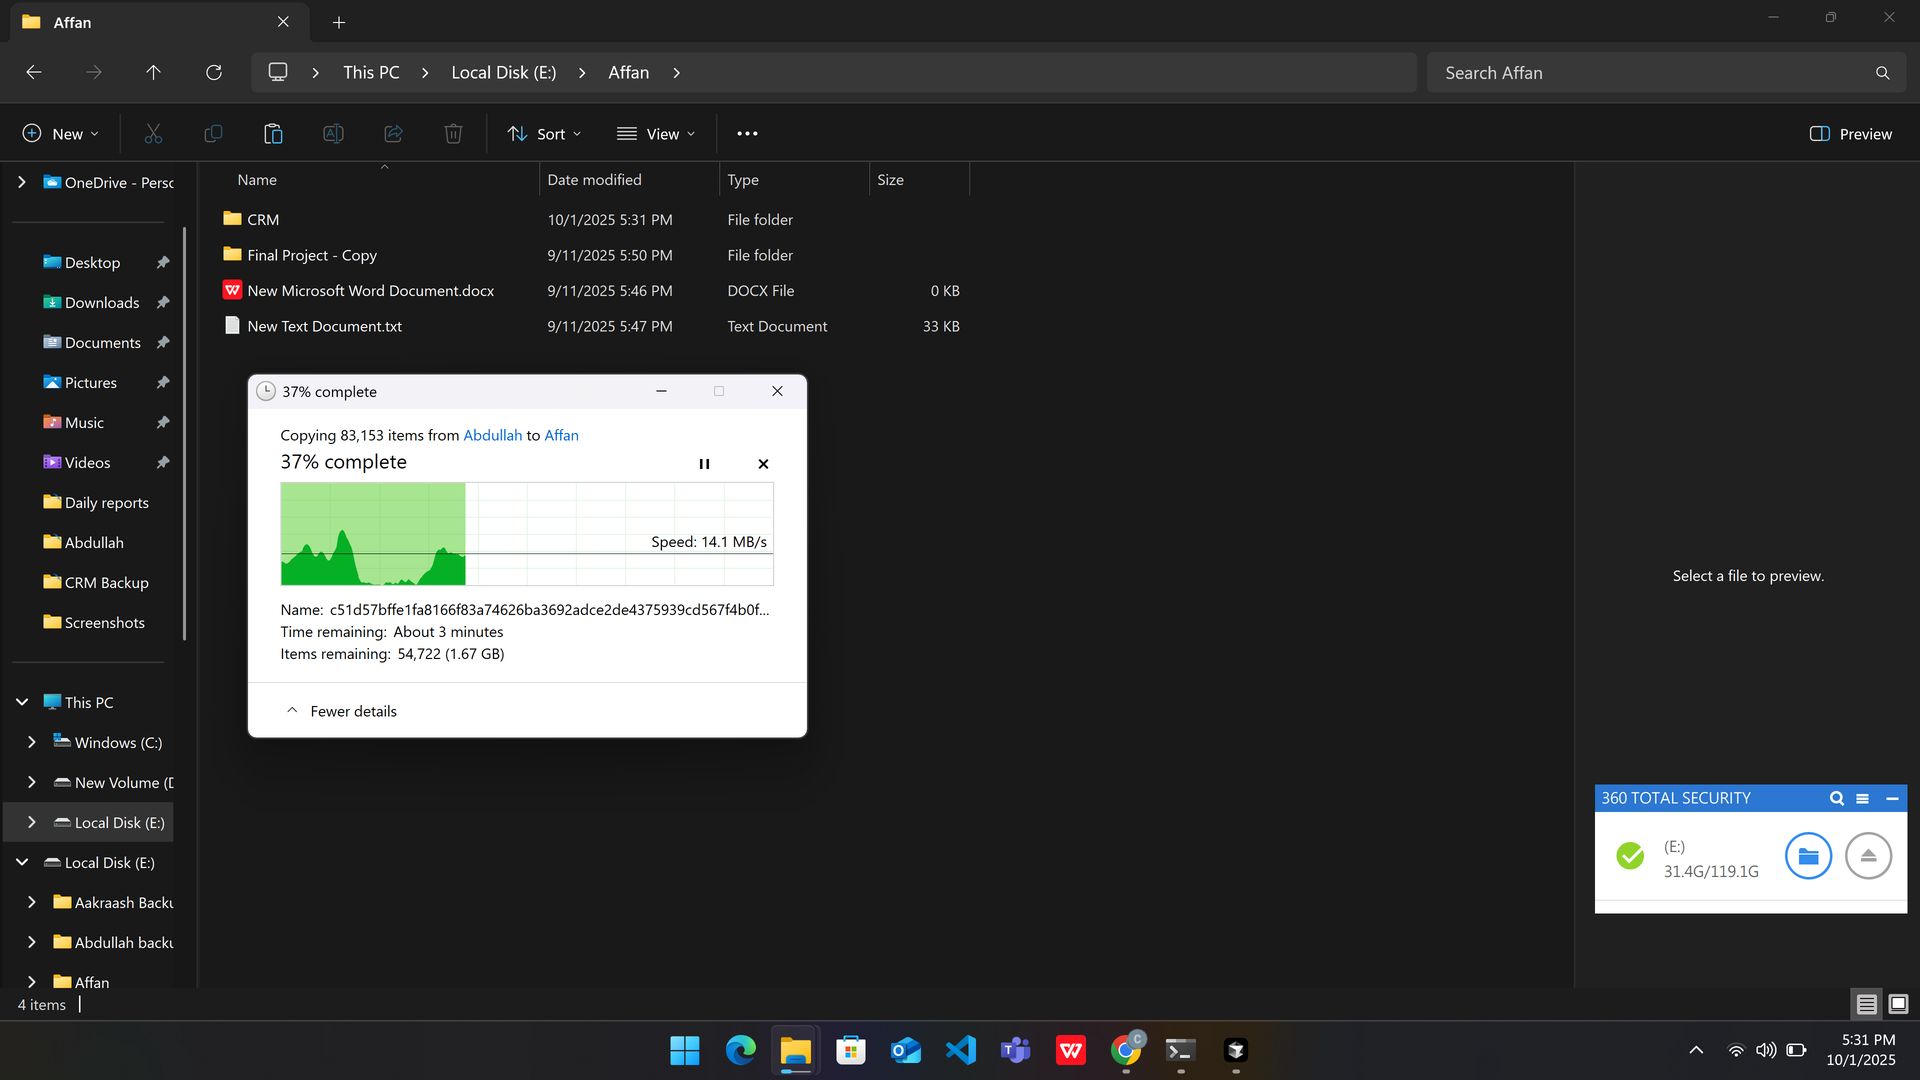 Affan
This PC
Local Disk (E:)
Affan
Search Affan
New
Sort
View
Preview
OneDrive - Persc
Desktop
Downloads
Documents
Pictures
Music
Videos
Daily reports
Abdullah
CRM Backup
Screenshots
This PC
Windows (C:)
New Volume (D
Local Disk (E:)
Local Disk (E:)
Aakraash Backu
Abdullah backu
Affan
Name Date modified Type Size
CRM 10/1/2025 5:31 PM File folder
Final Project - Copy 9/11/2025 5:50 PM File folder
New Microsoft Word Document.docx 9/11/2025 5:46 PM DOCX File 0 KB
New Text Document.txt 9/11/2025 5:47 PM Text Document 33 KB
37% complete
Copying 83,153 items from Abdullah to Affan
37% complete
Speed: 14.1 MB/s
Name: c51d57bffe1fa8166f83a74626ba3692adce2de4375939cd567f4b0f...
Time remaining: About 3 minutes
Items remaining: 54,722 (1.67 GB)
Fewer details
Select a file to preview.
360 TOTAL SECURITY
(E:)
31.4G/119.1G
4 items
5:31 PM
10/1/2025